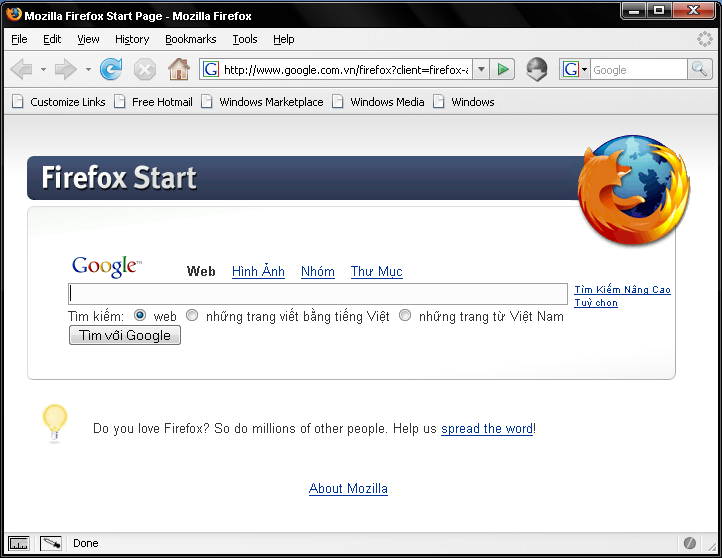 Mozilla Firefox Start Page - Mozilla Firefox
File Edit View History Bookmarks Tools Help
G http://www.google.com.vn/firefox?client=firefox-a G Google
Customize Links Free Hotmail Windows Marketplace Windows Media Windows
Firefox Start
Google™ Web Hình Ảnh Nhóm Thư Mục
Tìm Kiếm Nâng Cao
Tuỳ chọn
Tìm kiếm: web những trang viết bằng tiếng Việt những trang từ Việt Nam
Tìm với Google
Do you love Firefox? So do millions of other people. Help us spread the word!
About Mozilla
Done